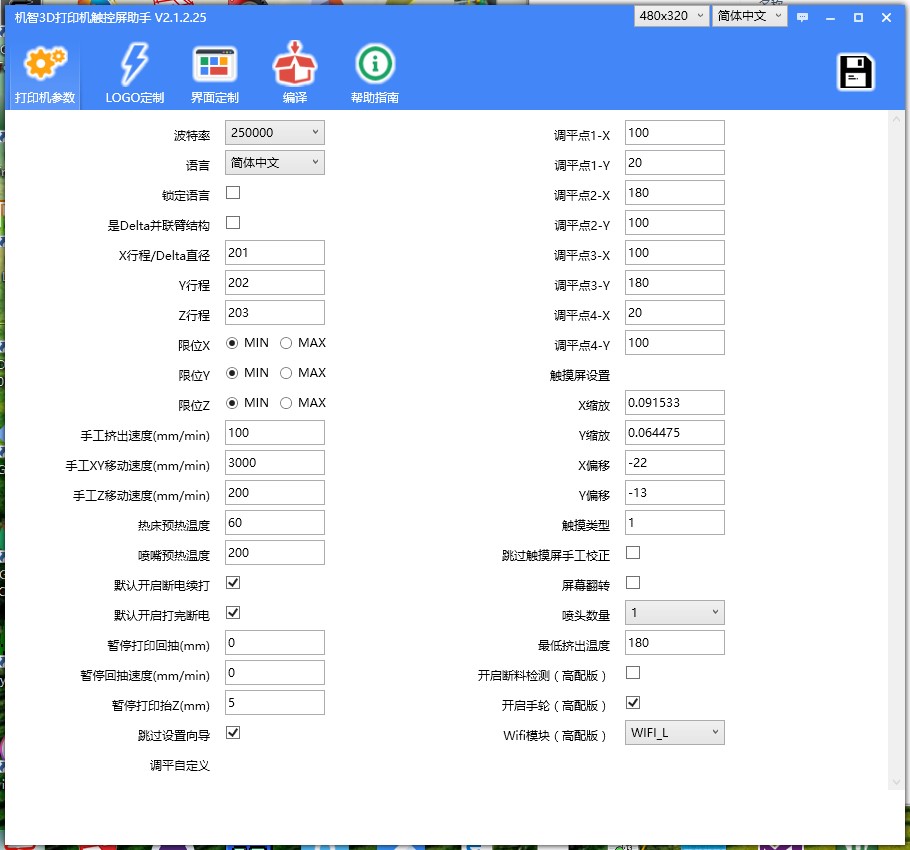 机智3D打印机触控屏助手 V2.1.2.25
480x320
简体中文
打印机参数
LOGO定制
界面定制
编译
帮助指南
波特率 250000
语言 简体中文
锁定语言
是Delta并联臂结构
X行程/Delta直径 201
Y行程 202
Z行程 203
限位X MIN MAX
限位Y MIN MAX
限位Z MIN MAX
手工挤出速度(mm/min) 100
手工XY移动速度(mm/min) 3000
手工Z移动速度(mm/min) 200
热床预热温度 60
喷嘴预热温度 200
默认开启断电续打
默认开启打完断电
暂停打印回抽(mm) 0
暂停回抽速度(mm/min) 0
暂停打印抬Z(mm) 5
跳过设置向导
调平自定义
调平点1-X 100
调平点1-Y 20
调平点2-X 180
调平点2-Y 100
调平点3-X 100
调平点3-Y 180
调平点4-X 20
调平点4-Y 100
触摸屏设置
X缩放 0.091533
Y缩放 0.064475
X偏移 -22
Y偏移 -13
触摸类型 1
跳过触摸屏手工校正
屏幕翻转
喷头数量 1
最低挤出温度 180
开启断料检测（高配版）
开启手轮（高配版）
Wifi模块（高配版） WIFI_L